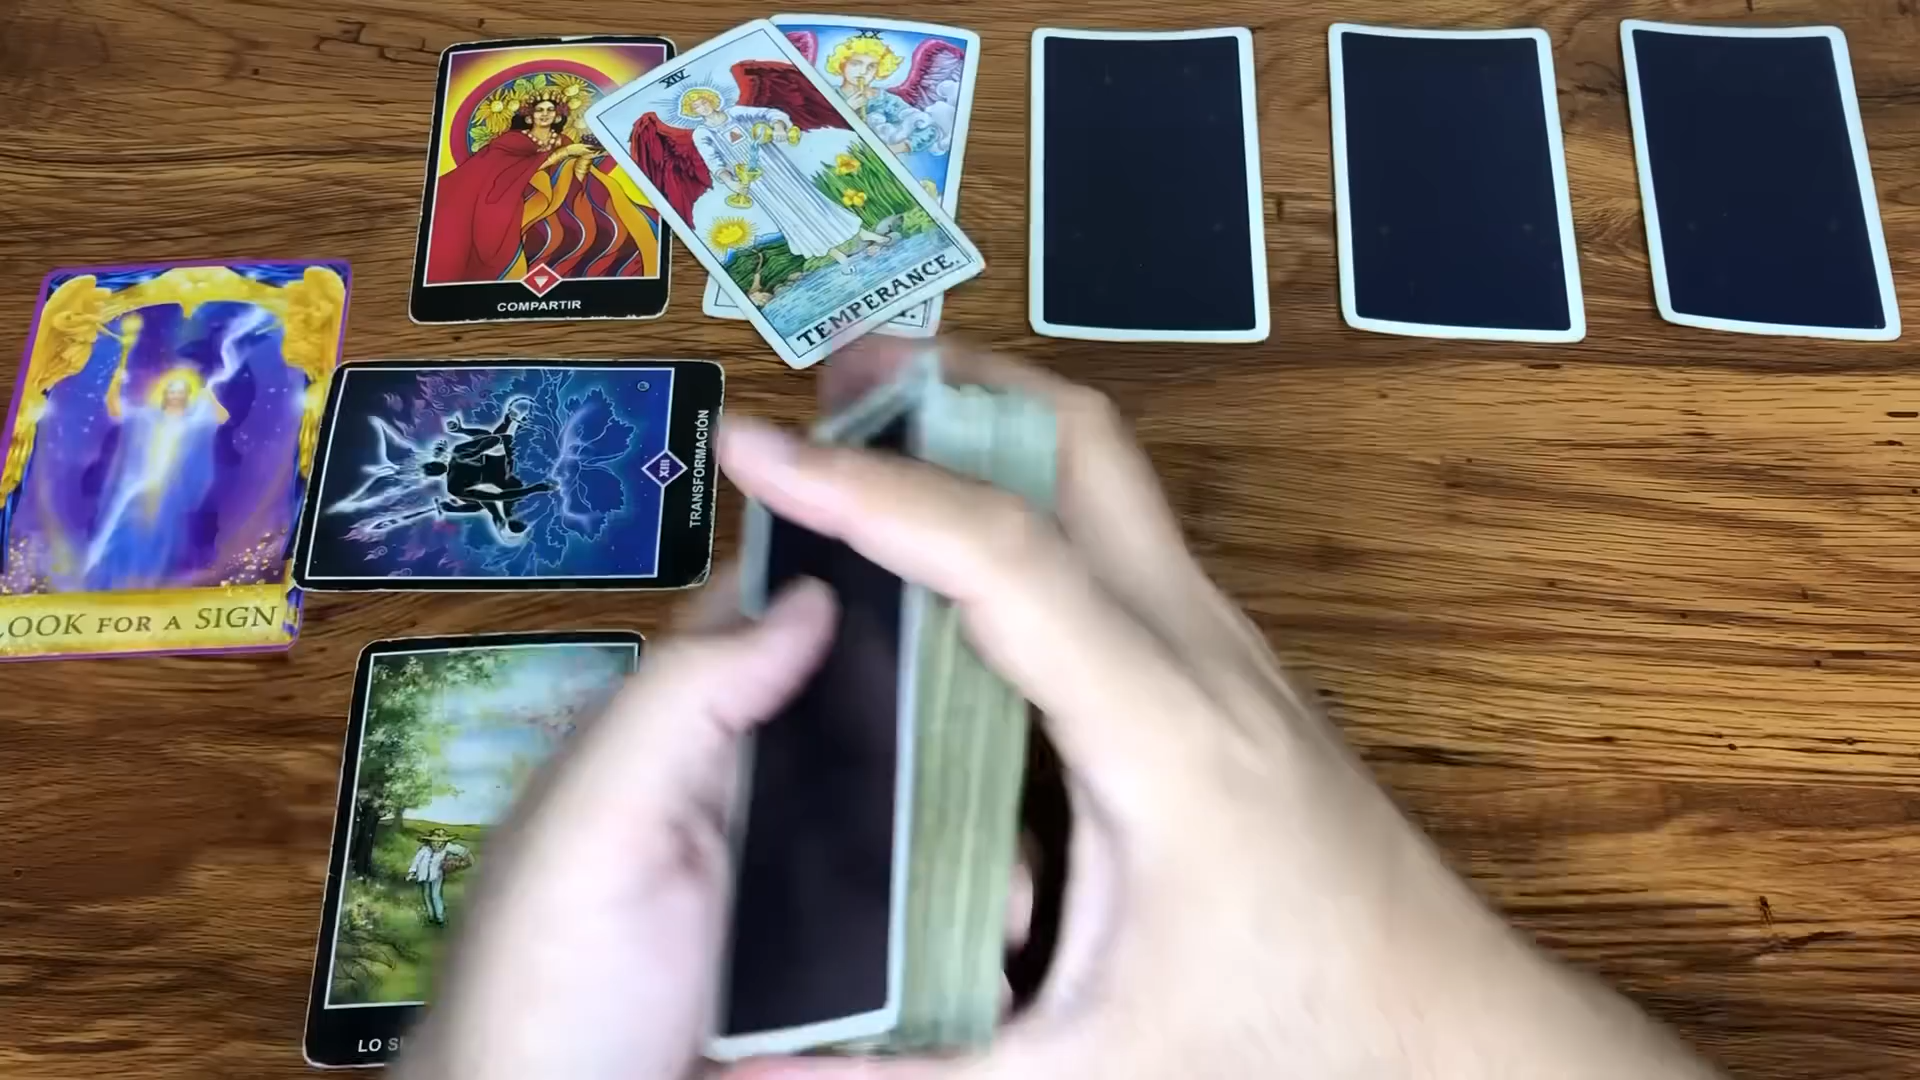 XX
XIV
COMPARTIR
TEMPERANCE.
XIII
TRANSFORMACIÓN
LOOK FOR A SIGN
LO